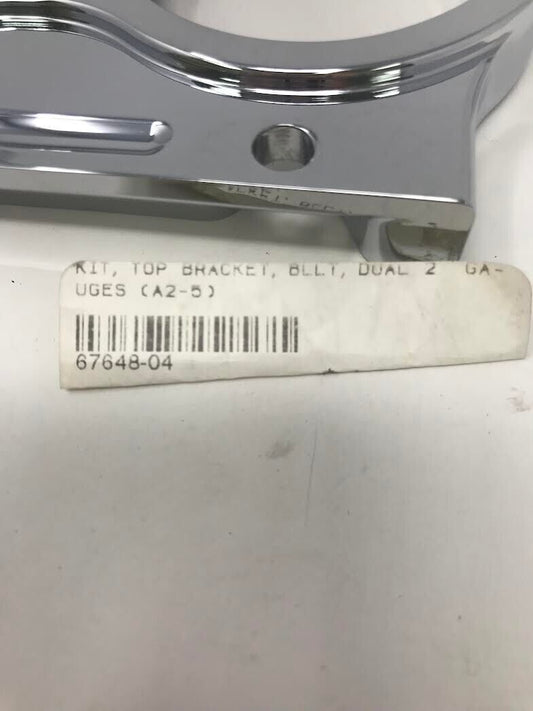 KIT, TOP BRACKET, BLLT, DUAL 2 GA-
UGES (A2-5)
67648-04